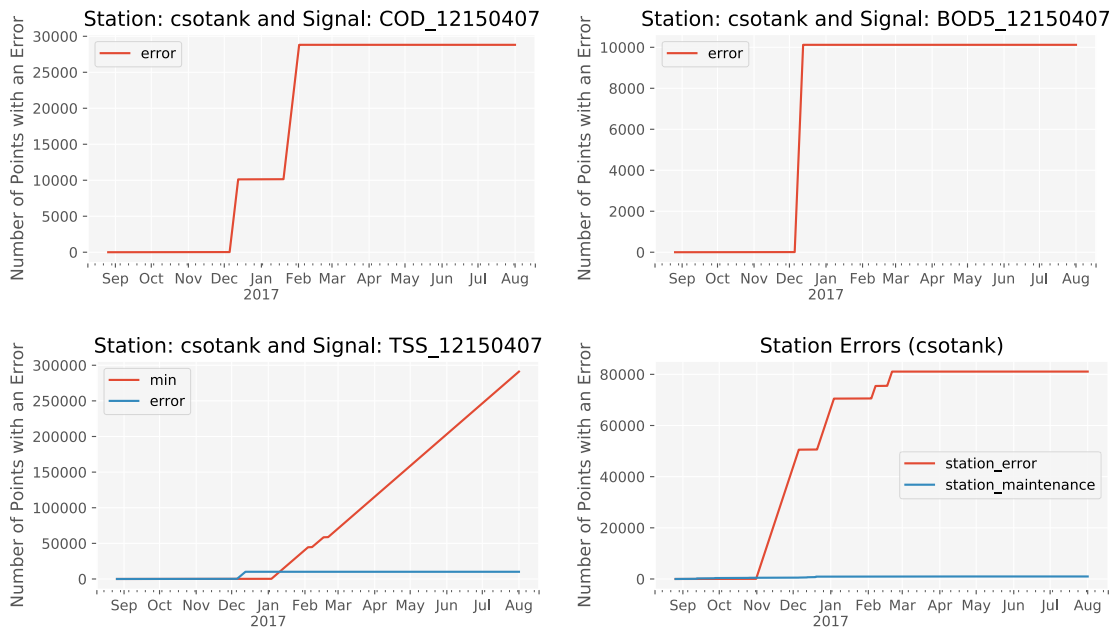 Station: csotank and Signal: COD_12150407
Number of Points with an Error
30000
25000
20000
15000
10000
5000
0
error
Sep Oct Nov Dec Jan Feb Mar Apr May Jun Jul Aug
2017
Station: csotank and Signal: BOD5_12150407
Number of Points with an Error
10000
8000
6000
4000
2000
0
error
Sep Oct Nov Dec Jan Feb Mar Apr May Jun Jul Aug
2017
Station: csotank and Signal: TSS_12150407
Number of Points with an Error
300000
250000
200000
150000
100000
50000
0
min
error
Sep Oct Nov Dec Jan Feb Mar Apr May Jun Jul Aug
2017
Station Errors (csotank)
Number of Points with an Error
80000
60000
40000
20000
0
station_error
station_maintenance
Sep Oct Nov Dec Jan Feb Mar Apr May Jun Jul Aug
2017